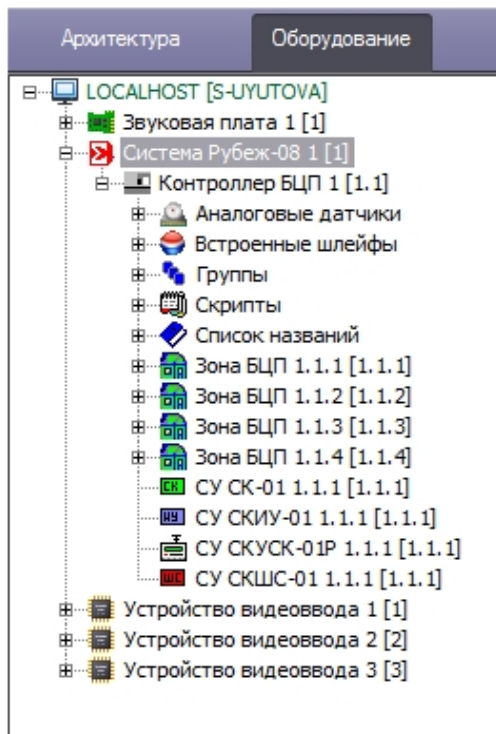 Архитектура Оборудование
LOCALHOST [S-UYUTOVA]
Звуковая плата 1 [1]
Система Рубеж-08 1 [1]
Контроллер БЦП 1 [1.1]
Аналоговые датчики
Встроенные шлейфы
Группы
Скрипты
Список названий
Зона БЦП 1.1.1 [1.1.1]
Зона БЦП 1.1.2 [1.1.2]
Зона БЦП 1.1.3 [1.1.3]
Зона БЦП 1.1.4 [1.1.4]
СК СУ СК-01 1.1.1 [1.1.1]
ИУ СУ СКИУ-01 1.1.1 [1.1.1]
СУ СКУСК-01Р 1.1.1 [1.1.1]
ШС СУ СКШС-01 1.1.1 [1.1.1]
Устройство видеоввода 1 [1]
Устройство видеоввода 2 [2]
Устройство видеоввода 3 [3]